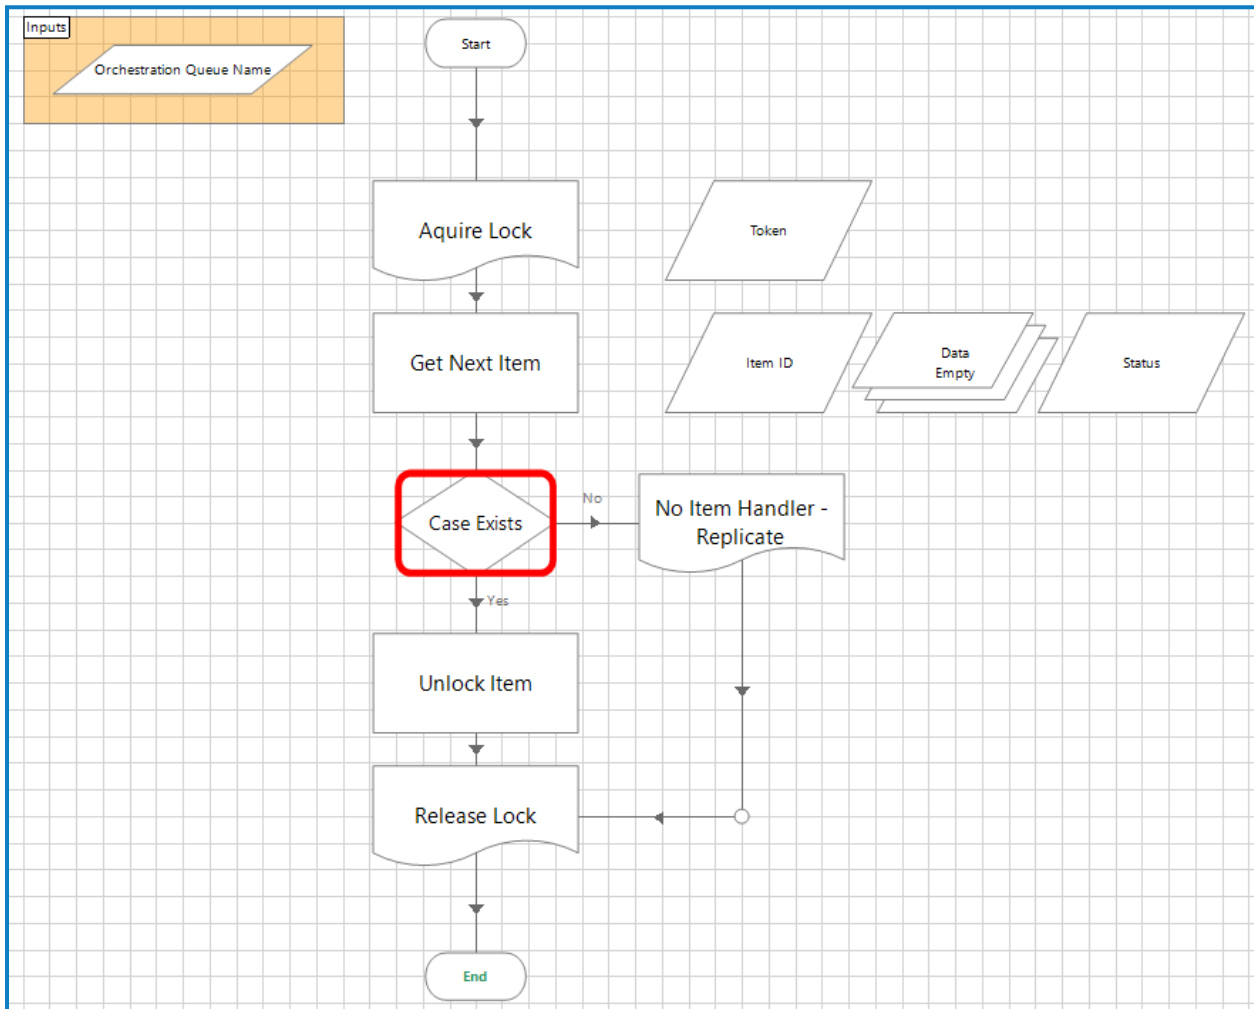 Inputs
Start
Orchestration Queue Name
Aquire Lock
Token
Get Next Item
Item ID
Data
Empty
Status
Case Exists
No
No Item Handler -
Replicate
Yes
Unlock Item
Release Lock
End